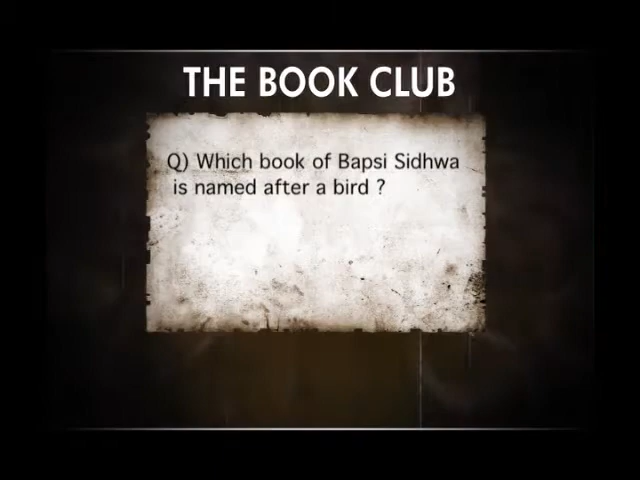 THE BOOK CLUB
Q) Which book of Bapsi Sidhwa
is named after a bird ?